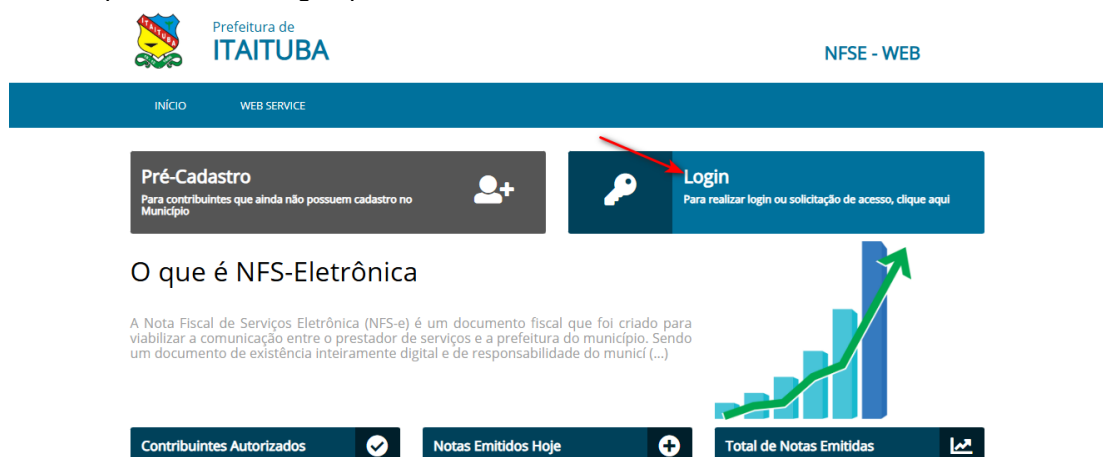 ITAITUBA
Prefeitura de
ITAITUBA
NFSE - WEB
INÍCIO
WEB SERVICE
Pré-Cadastro
Para contribuintes que ainda não possuem cadastro no
Município
Login
Para realizar login ou solicitação de acesso, clique aqui
O que é NFS-Eletrônica
A Nota Fiscal de Serviços Eletrônica (NFS-e) é um documento fiscal que foi criado para
viabilizar a comunicação entre o prestador de serviços e a prefeitura do município. Sendo
um documento de existência inteiramente digital e de responsabilidade do municí (...)
Contribuintes Autorizados
Notas Emitidos Hoje
Total de Notas Emitidas